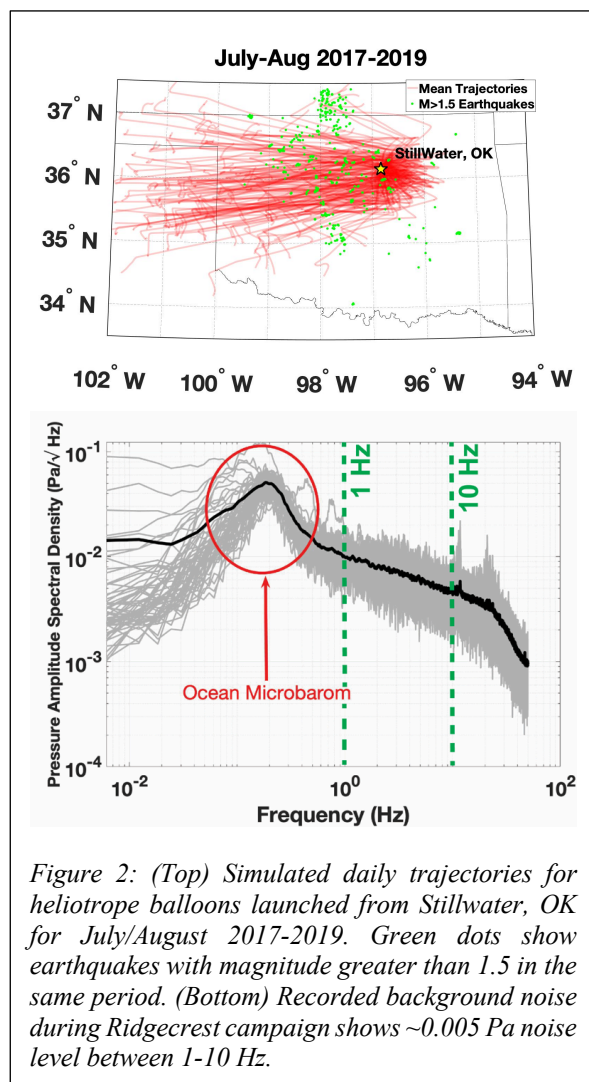 July-Aug 2017-2019
Mean Trajectories
M>1.5 Earthquakes
StillWater, OK
37° N
36° N
35° N
34° N
102° W 100° W 98° W 96° W 94° W
Pressure Amplitude Spectral Density (Pa/√Hz)
10⁻¹
10⁻²
10⁻³
10⁻⁴
1 Hz
10 Hz
Ocean Microbarom
10⁻² 10⁰ 10²
Frequency (Hz)
Figure 2: (Top) Simulated daily trajectories for
heliotrope balloons launched from Stillwater, OK
for July/August 2017-2019. Green dots show
earthquakes with magnitude greater than 1.5 in the
same period. (Bottom) Recorded background noise
during Ridgecrest campaign shows ~0.005 Pa noise
level between 1-10 Hz.